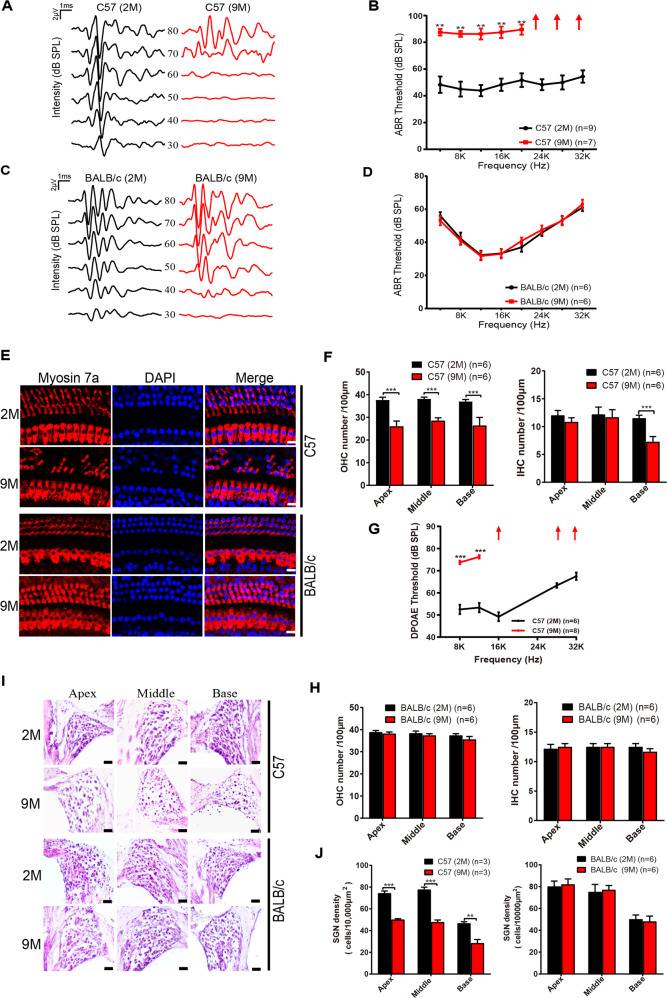 A
2μV
1ms
C57 (2M)
C57 (9M)
Intensity (dB SPL)
80
70
60
50
40
30
B
ABR Threshold (dB SPL)
100
80
60
40
20
0
** ** ** ** **
C57 (2M) (n=9)
C57 (9M) (n=7)
8K 16K 24K 32K
Frequency (Hz)
C
2μV
1ms
BALB/c (2M)
BALB/c (9M)
Intensity (dB SPL)
80
70
60
50
40
30
D
ABR Threshold (dB SPL)
80
60
40
20
BALB/c (2M) (n=6)
BALB/c (9M) (n=6)
8K 16K 24K 32K
Frequency (Hz)
E
Myosin 7a DAPI Merge
2M
9M
C57
2M
9M
BALB/c
F
C57 (2M) (n=6)
C57 (9M) (n=6)
OHC number /100μm
50
40
30
20
10
0
*** *** ***
Apex Middle Base
C57 (2M) (n=6)
C57 (9M) (n=6)
IHC number /100μm
20
15
10
5
0
***
Apex Middle Base
G
DPOAE Threshold (dB SPL)
80
70
60
50
40
*** ***
C57 (2M) (n=6)
C57 (9M) (n=8)
8K 16K 24K 32K
Frequency (Hz)
I
Apex Middle Base
2M
9M
C57
2M
9M
BALB/c
H
BALB/c (2M) (n=6)
BALB/c (9M) (n=6)
OHC number /100μm
50
40
30
20
10
0
Apex Middle Base
BALB/c (2M) (n=6)
BALB/c (9M) (n=6)
IHC number /100μm
20
15
10
5
0
Apex Middle Base
J
C57 (2M) (n=3)
C57 (9M) (n=3)
SGN density
( cells/10,000μm²)
100
80
60
40
20
0
*** *** **
Apex Middle Base
BALB/c (2M) (n=6)
BALB/c (9M) (n=6)
SGN density
( cells/10000μm²)
100
80
60
40
20
0
Apex Middle Base